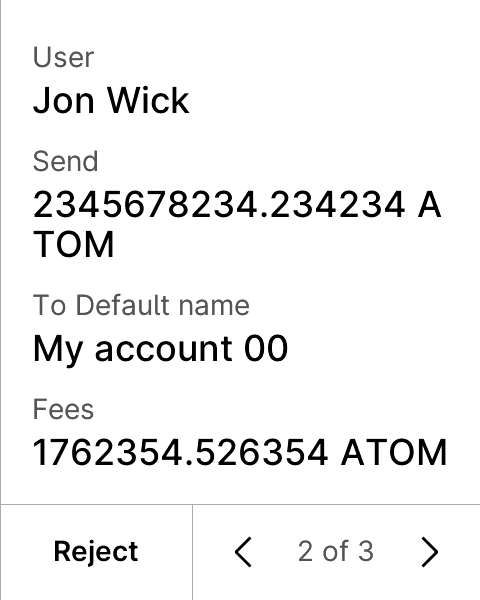 User
Jon Wick
Send
2345678234.234234 A
TOM
To Default name
My account 00
Fees
1762354.526354 ATOM
Reject
2 of 3